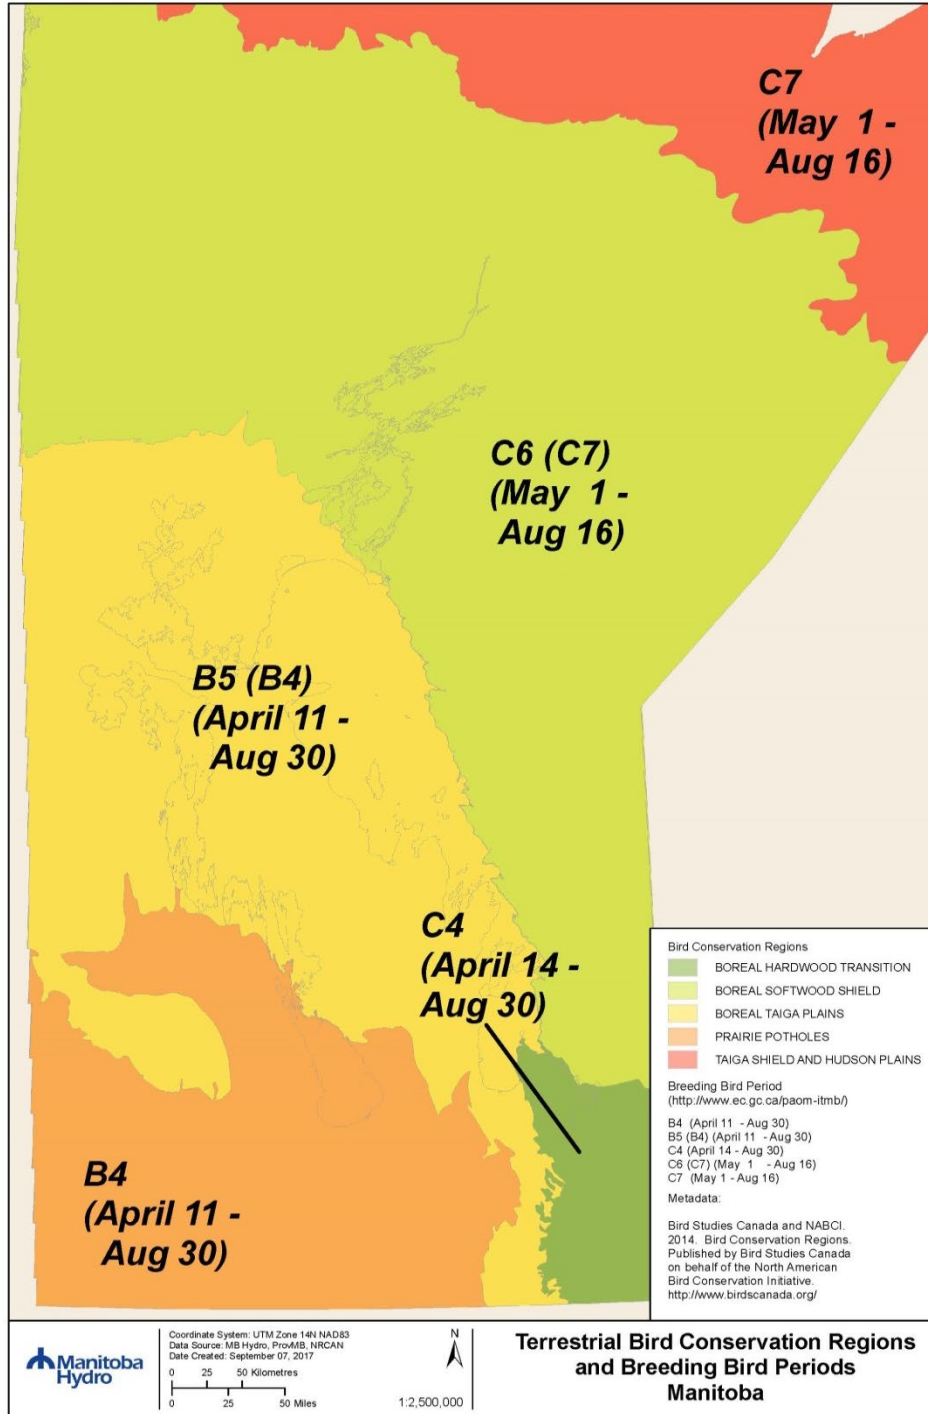 C7
(May 1 -
Aug 16)
C6 (C7)
(May 1 -
Aug 16)
B5 (B4)
(April 11 -
Aug 30)
C4
(April 14 -
Aug 30)
B4
(April 11 -
Aug 30)
Bird Conservation Regions
BOREAL HARDWOOD TRANSITION
BOREAL SOFTWOOD SHIELD
BOREAL TAIGA PLAINS
PRAIRIE POTHOLES
TAIGA SHIELD AND HUDSON PLAINS
Breeding Bird Period
(http://www.ec.gc.ca/paom-itmb/)
B4 (April 11 - Aug 30)
B5 (B4) (April 11 - Aug 30)
C4 (April 14 - Aug 30)
C6 (C7) (May 1 - Aug 16)
C7 (May 1 - Aug 16)
Metadata:
Bird Studies Canada and NABCI.
2014. Bird Conservation Regions.
Published by Bird Studies Canada
on behalf of the North American
Bird Conservation Initiative.
http://www.birdscanada.org/
Manitoba
Hydro
Coordinate System: UTM Zone 14N NAD83
Data Source: MB Hydro, ProvMB, NRCAN
Date Created: September 07, 2017
0 25 50 Kilometres
0 25 50 Miles
N
1:2,500,000
Terrestrial Bird Conservation Regions
and Breeding Bird Periods
Manitoba